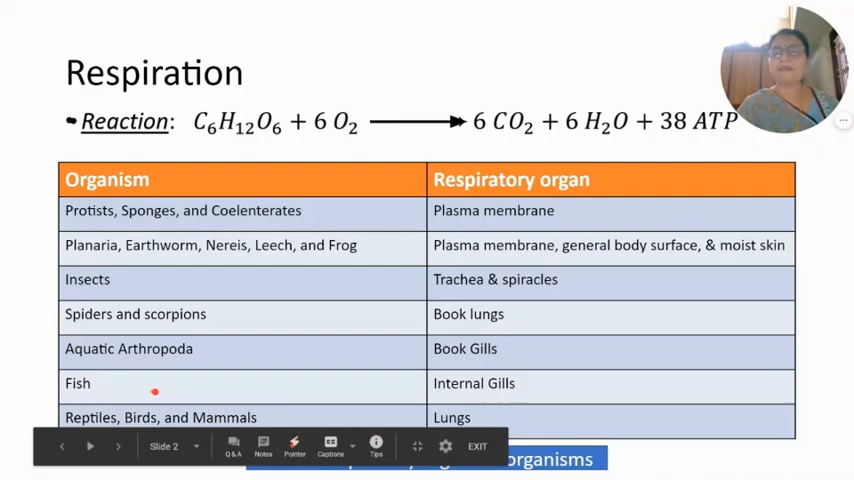 Respiration
Reaction: C₆H₁₂O₆ + 6 O₂ → 6 CO₂ + 6 H₂O + 38 ATP
Organism Respiratory organ
Protists, Sponges, and Coelenterates Plasma membrane
Planaria, Earthworm, Nereis, Leech, and Frog Plasma membrane, general body surface, & moist skin
Insects Trachea & spiracles
Spiders and scorpions Book lungs
Aquatic Arthropoda Book Gills
Fish Internal Gills
Reptiles, Birds, and Mammals Lungs
Slide 2 Q&A Notes Pointer CC Captions Tips EXIT
organisms